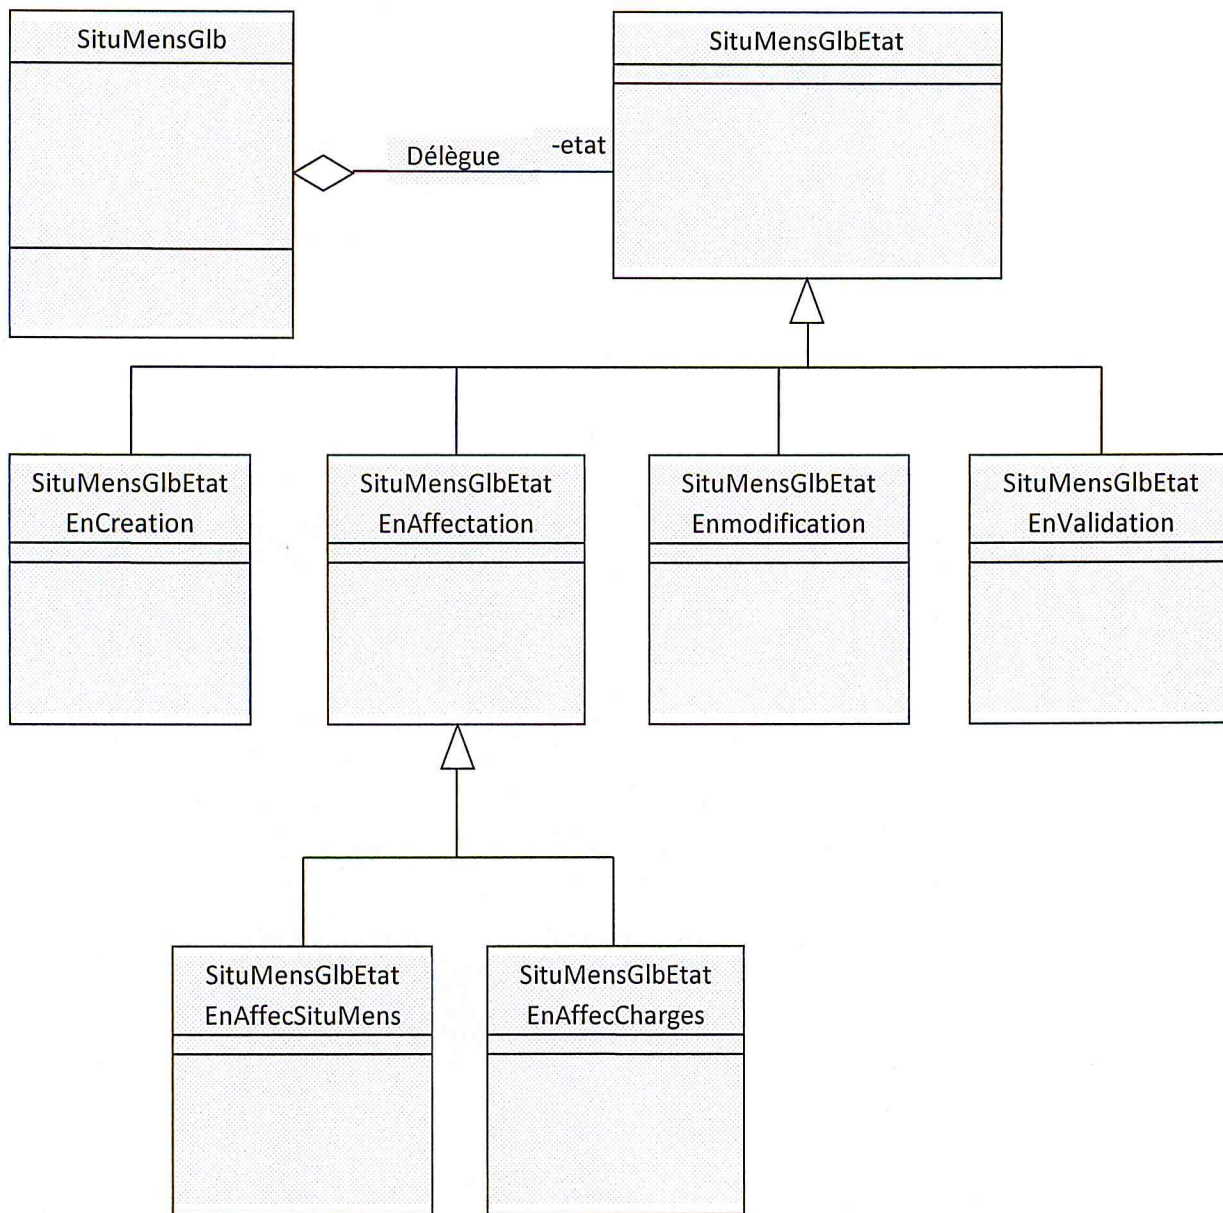 SituMensGlb
SituMensGlbEtat
Délègue
-etat
SituMensGlbEtat
EnCreation
SituMensGlbEtat
EnAffectation
SituMensGlbEtat
Enmodification
SituMensGlbEtat
EnValidation
SituMensGlbEtat
EnAffecSituMens
SituMensGlbEtat
EnAffecCharges